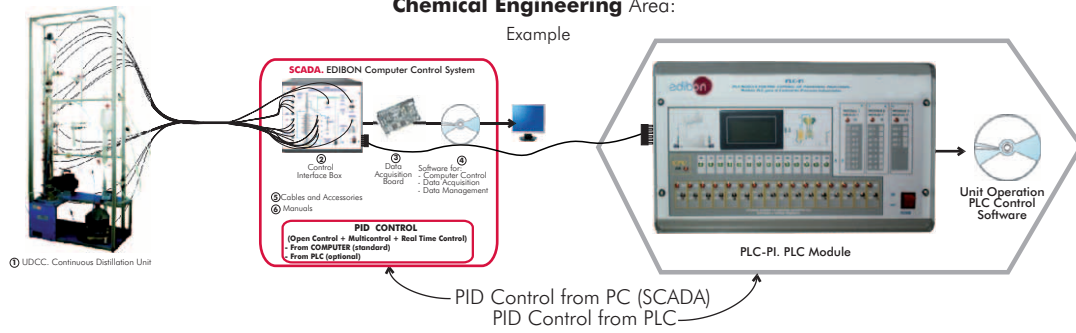 Chemical Engineering Area:
Example
SCADA. EDIBON Computer Control System
② Control Interface Box
③ Data Acquisition Board
④ Software for:
- Computer Control
- Data Acquisition
- Data Management
⑤ Cables and Accessories
⑥ Manuals
PID CONTROL
(Open Control + Multicontrol + Real Time Control)
- From COMPUTER (standard)
- From PLC (optional)
① UDCC. Continuous Distillation Unit
edibon
PLC-PI
Unit Operation
PLC Control
Software
PLC-PI. PLC Module
PID Control from PC (SCADA)
PID Control from PLC